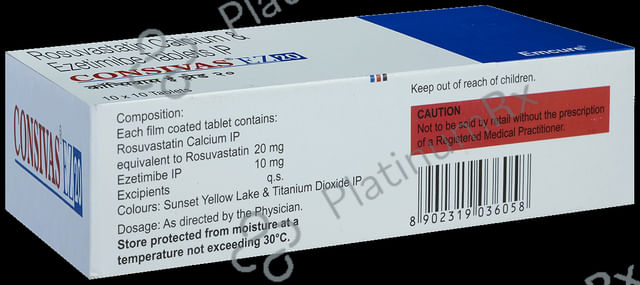 Rosuvastatin Calcium &
Ezetimibe Tablets IP
CONSIVAS® EZ 20
कॉन्सिवास ई झेड २०
10 x 10 Tablets
Emcure®
CONSIVAS® EZ 20
Composition:
Each film coated tablet contains:
Rosuvastatin Calcium IP
equivalent to Rosuvastatin 20 mg
Ezetimibe IP 10 mg
Excipients q.s.
Colours: Sunset Yellow Lake & Titanium Dioxide IP
Dosage: As directed by the Physician.
Store protected from moisture at a
temperature not exceeding 30°C.
Keep out of reach of children.
CAUTION
Not to be sold by retail without the prescription
of a Registered Medical Practitioner.
8 902319 036058
Platinum Rx